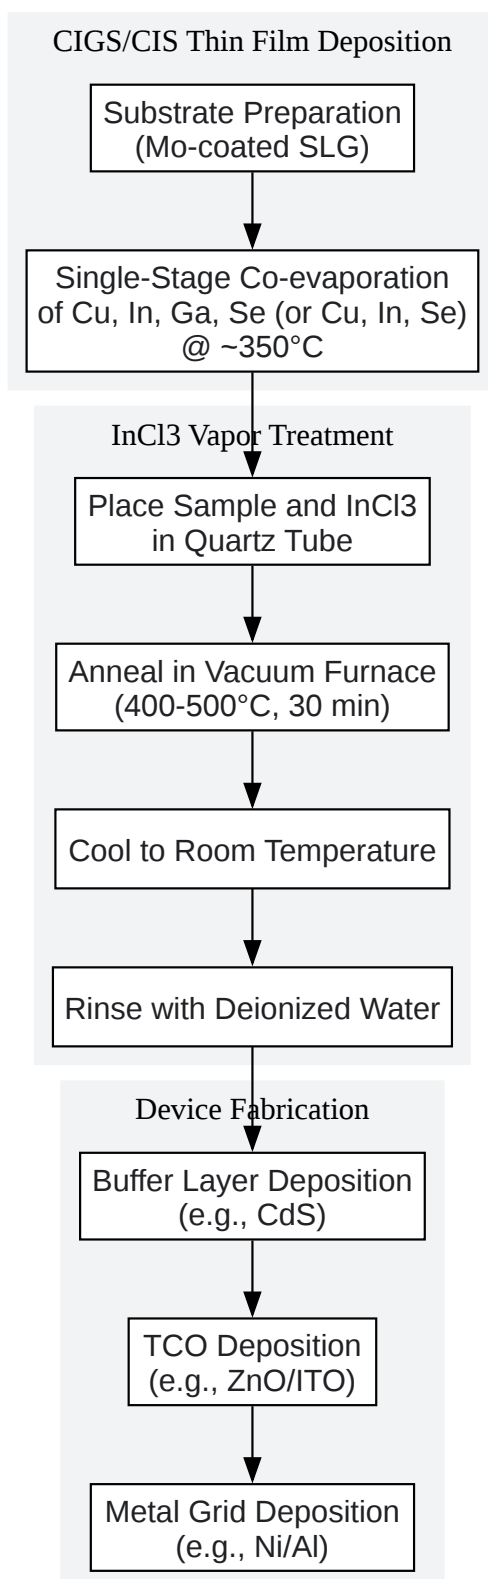 CIGS/CIS Thin Film Deposition
Substrate Preparation
(Mo-coated SLG)
Single-Stage Co-evaporation
of Cu, In, Ga, Se (or Cu, In, Se)
@ ~350°C
InCl3 Vapor Treatment
Place Sample and InCl3
in Quartz Tube
Anneal in Vacuum Furnace
(400-500°C, 30 min)
Cool to Room Temperature
Rinse with Deionized Water
Device Fabrication
Buffer Layer Deposition
(e.g., CdS)
TCO Deposition
(e.g., ZnO/ITO)
Metal Grid Deposition
(e.g., Ni/Al)